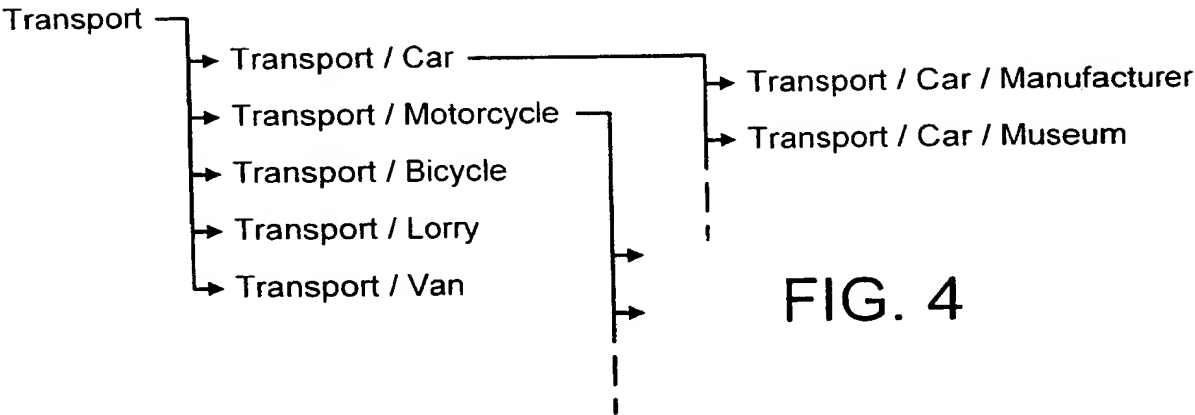 Transport
Transport / Car
Transport / Motorcycle
Transport / Bicycle
Transport / Lorry
Transport / Van
Transport / Car / Manufacturer
Transport / Car / Museum
FIG. 4